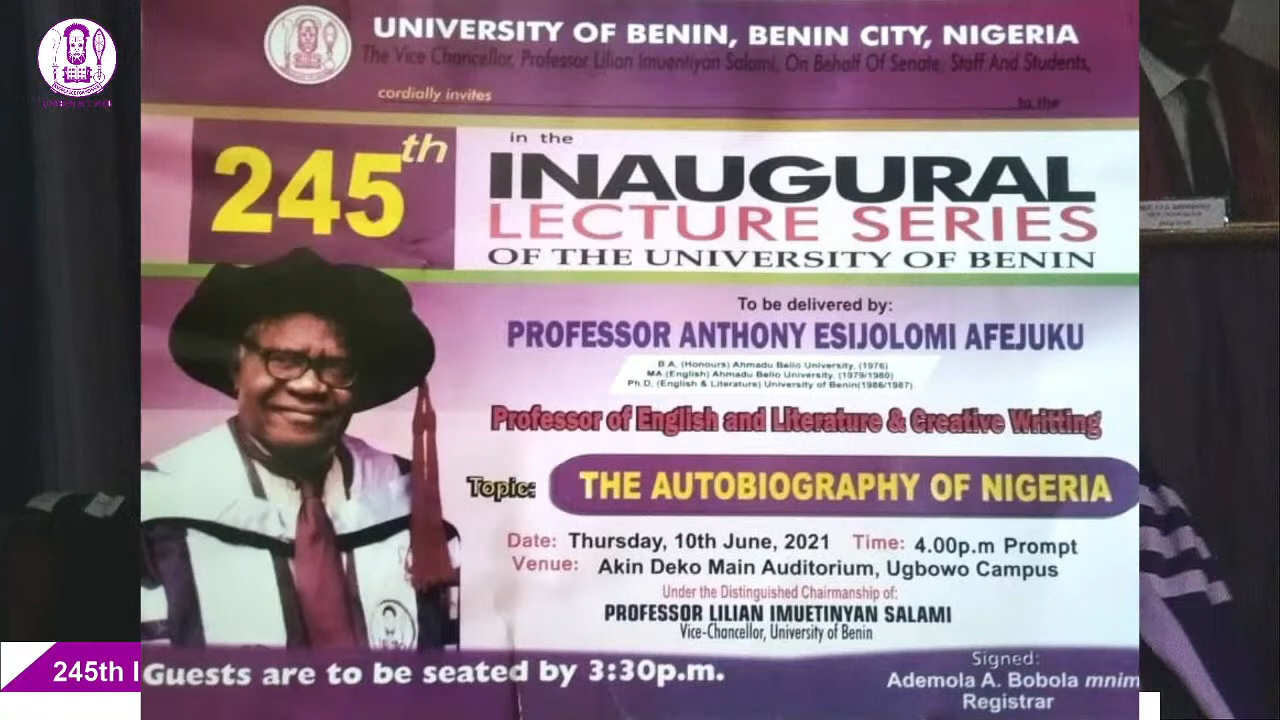 UNIVERSITY OF BENIN, BENIN CITY, NIGERIA
The Vice Chancellor, Professor Lilian Imuentiyan Salami, On Behalf Of Senate, Staff And Students,
cordially invites
to the
245th
in the
INAUGURAL
LECTURE SERIES
OF THE UNIVERSITY OF BENIN
To be delivered by:
PROFESSOR ANTHONY ESIJOLOMI AFEJUKU
B.A, (Honours) Ahmadu Bello University, (1976)
MA.(English) Ahmadu Bello University. (1979/1980)
Ph.D, (English & Literature) University of Benin(1986/1987)
Professor of English and Literature & Creative Writting
Topic: THE AUTOBIOGRAPHY OF NIGERIA
Date: Thursday, 10th June, 2021 Time: 4.00p.m Prompt
Venue: Akin Deko Main Auditorium, Ugbowo Campus
Under the Distinguished Chairmanship of:
PROFESSOR LILIAN IMUETINYAN SALAMI
Vice-Chancellor, University of Benin
Guests are to be seated by 3:30p.m.
Signed:
Ademola A. Bobola mnim
Registrar
245th